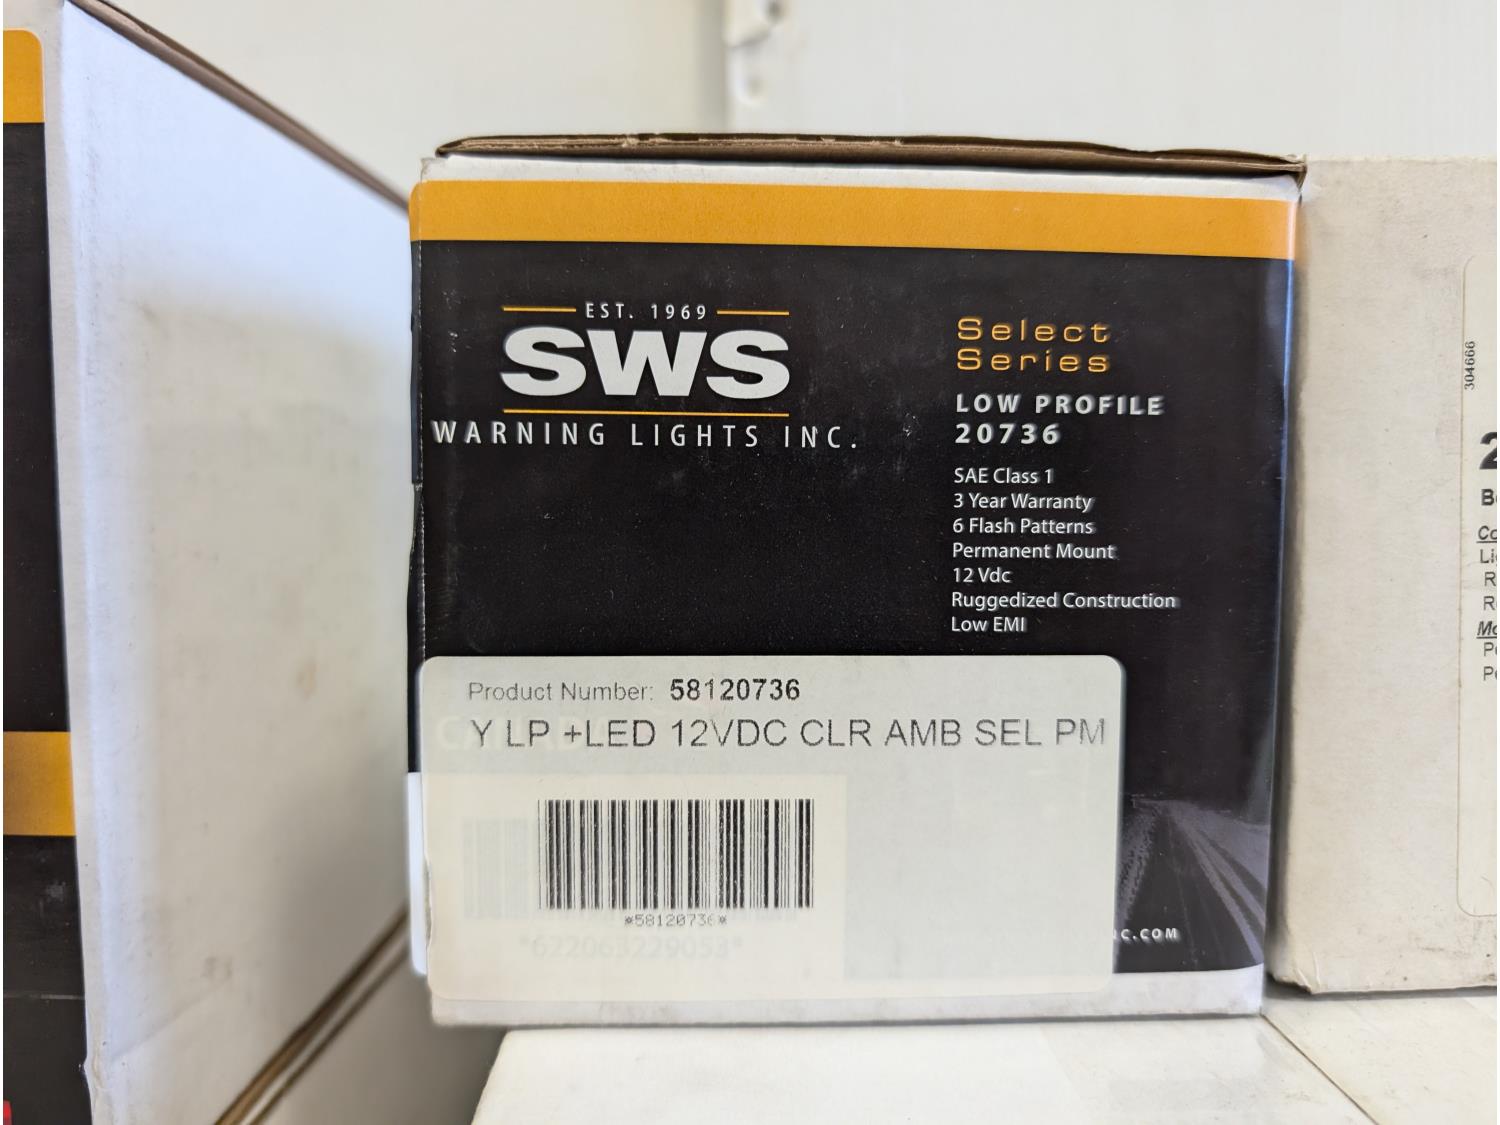 EST. 1969
SWS
WARNING LIGHTS INC.
Select
Series
LOW PROFILE
20736
SAE Class 1
3 Year Warranty
6 Flash Patterns
Permanent Mount
12 Vdc
Ruggedized Construction
Low EMI
Product Number: 58120736
Y LP +LED 12VDC CLR AMB SEL PM
*58120736*
*622063229053*
C.COM
304666